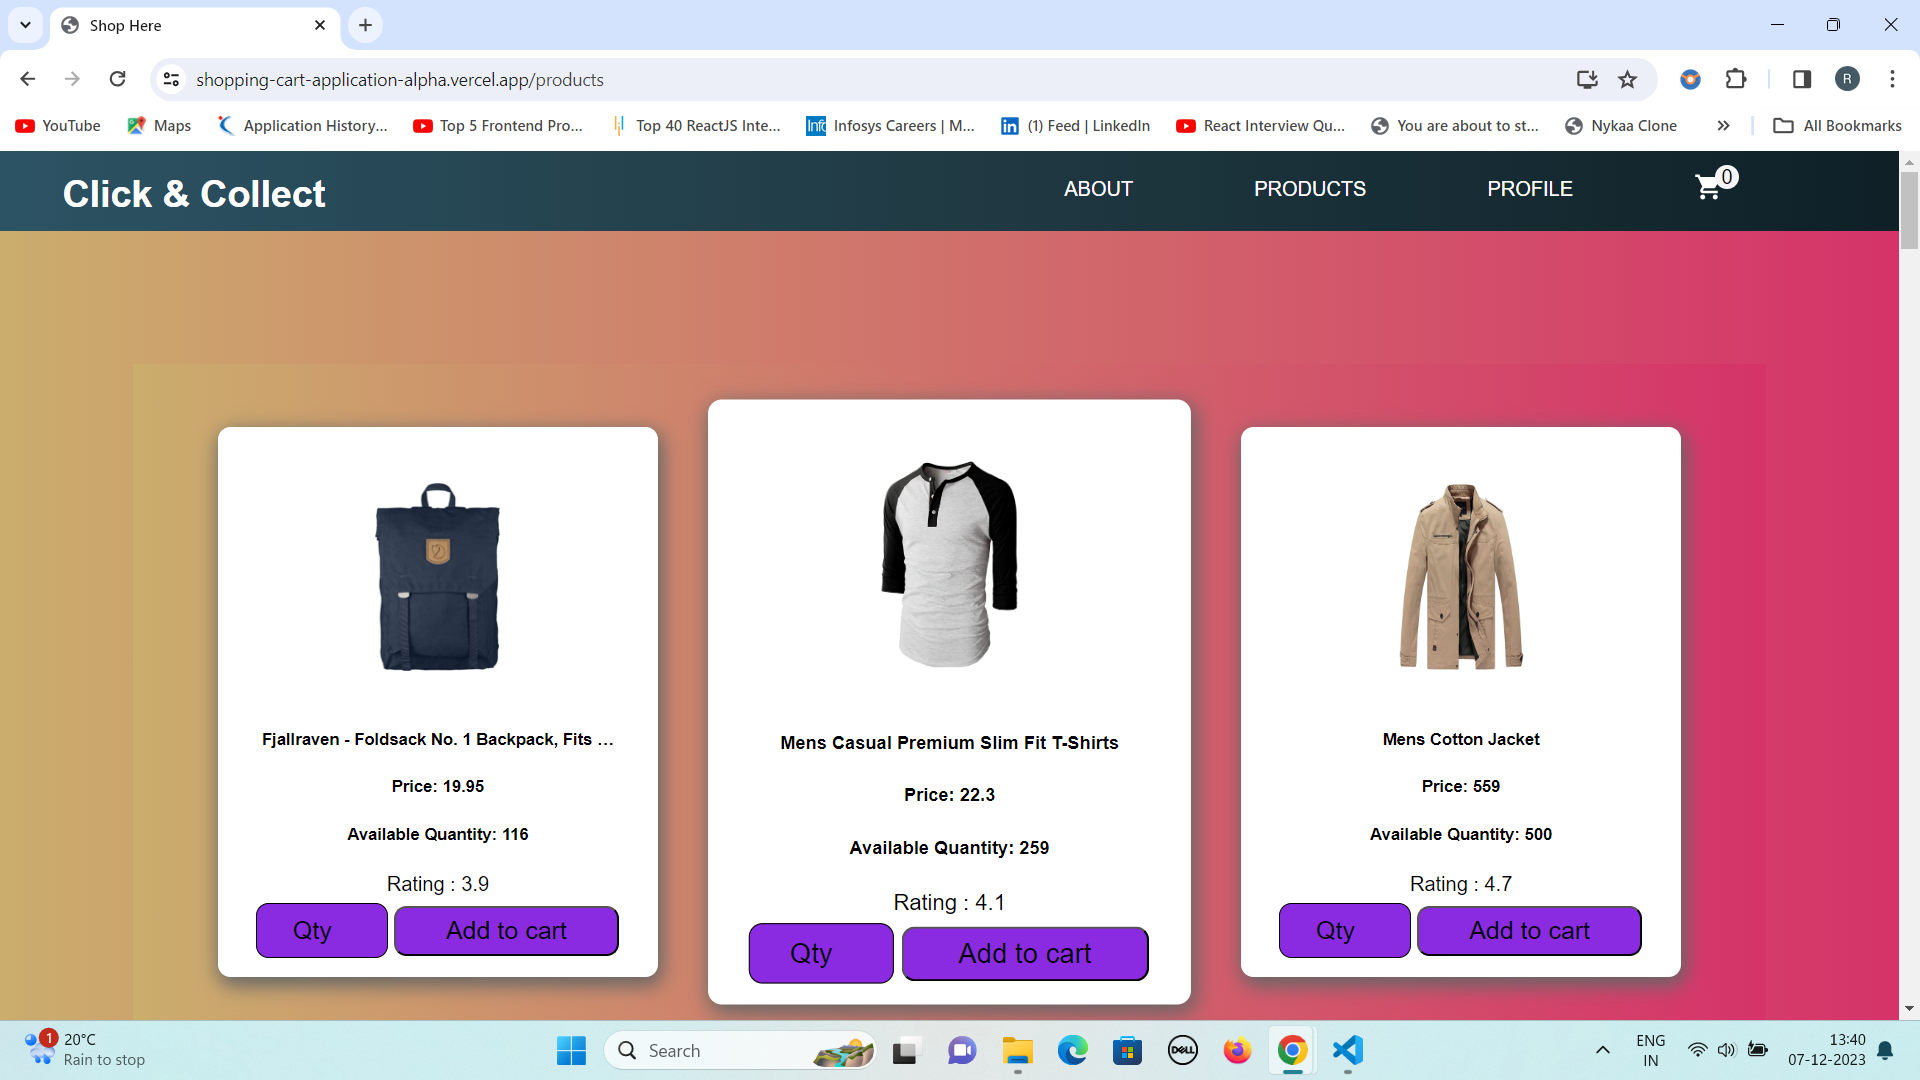 Shop Here
shopping-cart-application-alpha.vercel.app/products
R
YouTube
Maps
Application History...
Top 5 Frontend Pro...
Top 40 ReactJS Inte...
Infosys Careers | M...
(1) Feed | LinkedIn
React Interview Qu...
You are about to st...
Nykaa Clone
All Bookmarks
Click & Collect
ABOUT
PRODUCTS
PROFILE
0
Fjallraven - Foldsack No. 1 Backpack, Fits ...
Price: 19.95
Available Quantity: 116
Rating : 3.9
Qty
Add to cart
Mens Casual Premium Slim Fit T-Shirts
Price: 22.3
Available Quantity: 259
Rating : 4.1
Qty
Add to cart
Mens Cotton Jacket
Price: 559
Available Quantity: 500
Rating : 4.7
Qty
Add to cart
1
20°C
Rain to stop
Search
DELL
ENG
IN
13:40
07-12-2023